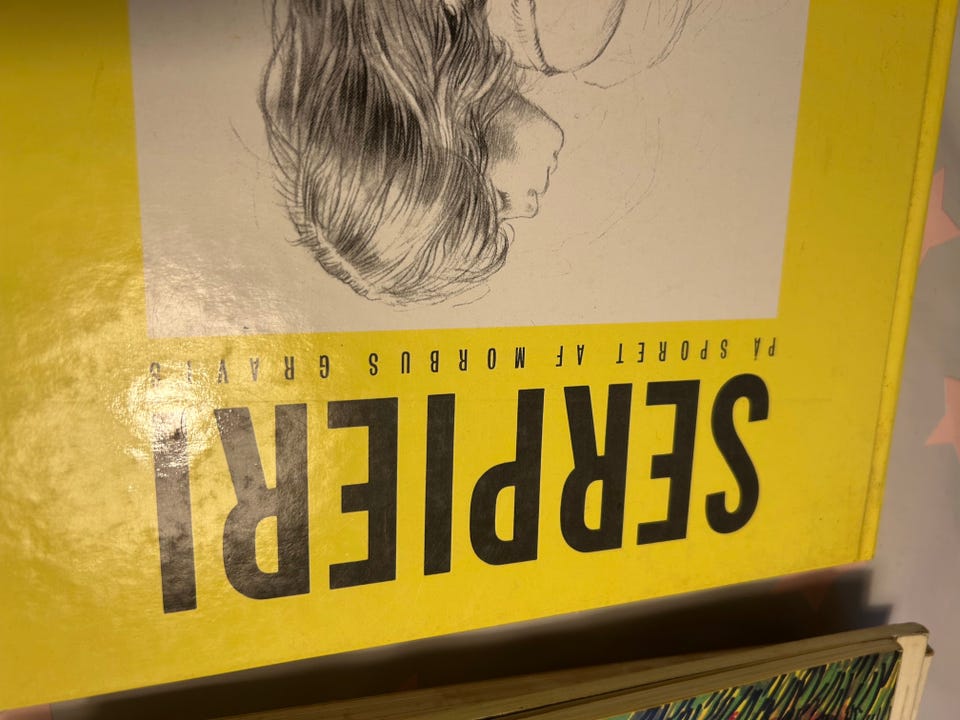 SERPIERI
PÅ SPORET AF MORBUS GRAVIS